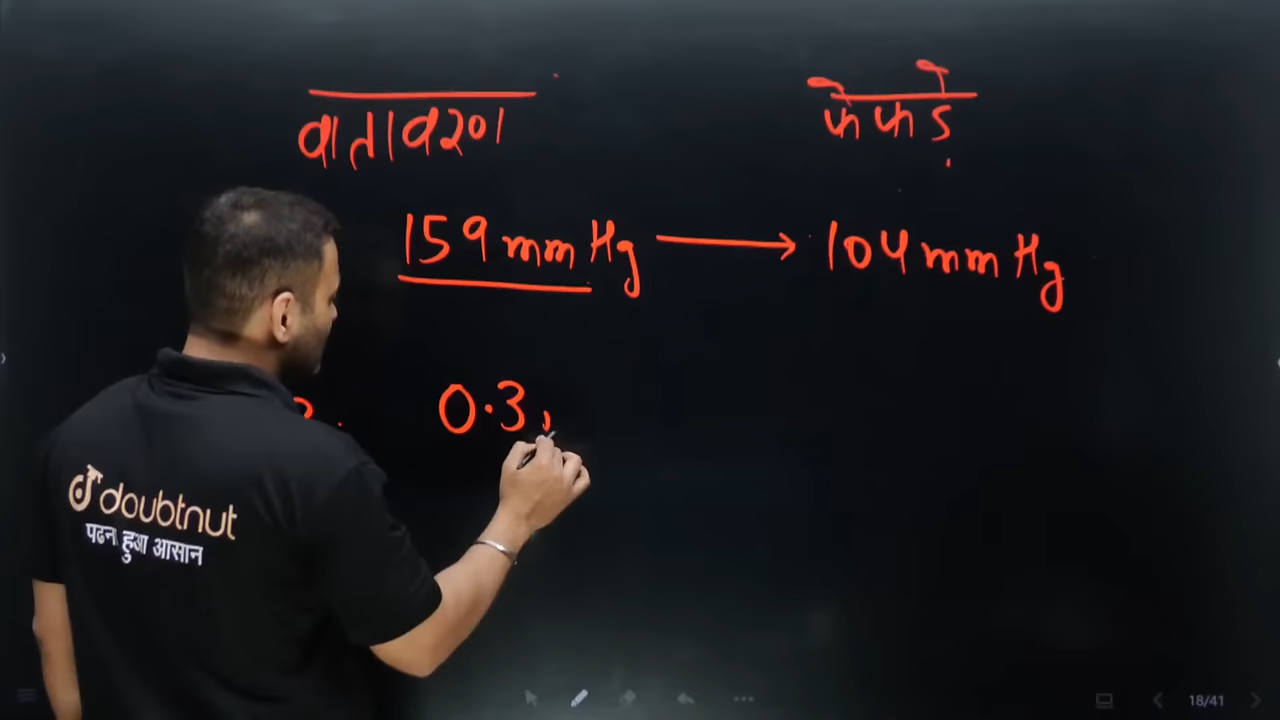 वातावरण
फेफड़े
159 mm Hg → 104 mm Hg
0.3
doubtnut
पढ़ना हुआ आसान
18/41